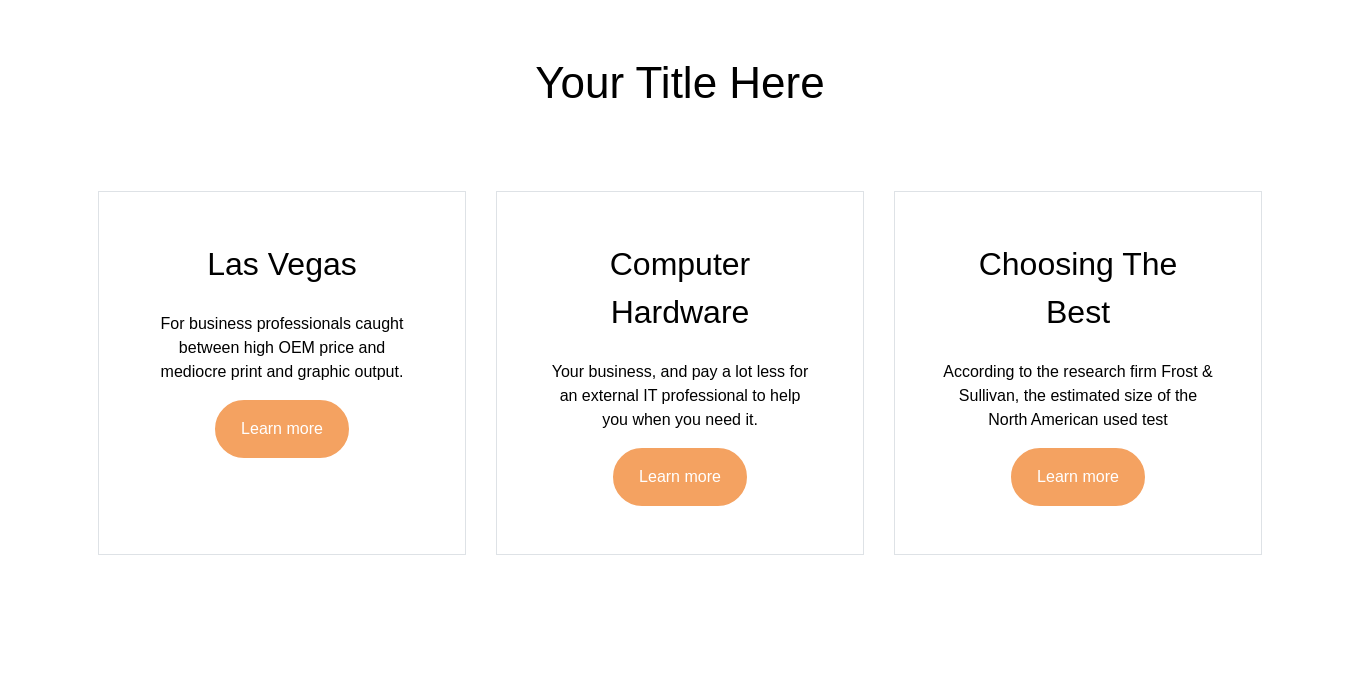 Your Title Here
Las Vegas
For business professionals caught
between high OEM price and
mediocre print and graphic output.
Learn more
Computer
Hardware
Your business, and pay a lot less for
an external IT professional to help
you when you need it.
Learn more
Choosing The
Best
According to the research firm Frost &
Sullivan, the estimated size of the
North American used test
Learn more